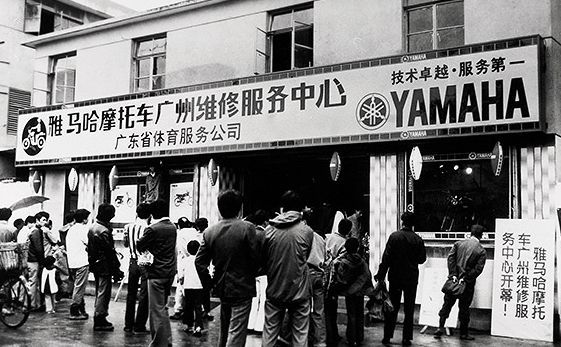 雅马哈摩托车广州维修服务中心
广东省体育服务公司
技术卓越·服务第一
YAMAHA
雅马哈摩托
车广州维修服
务中心开幕！